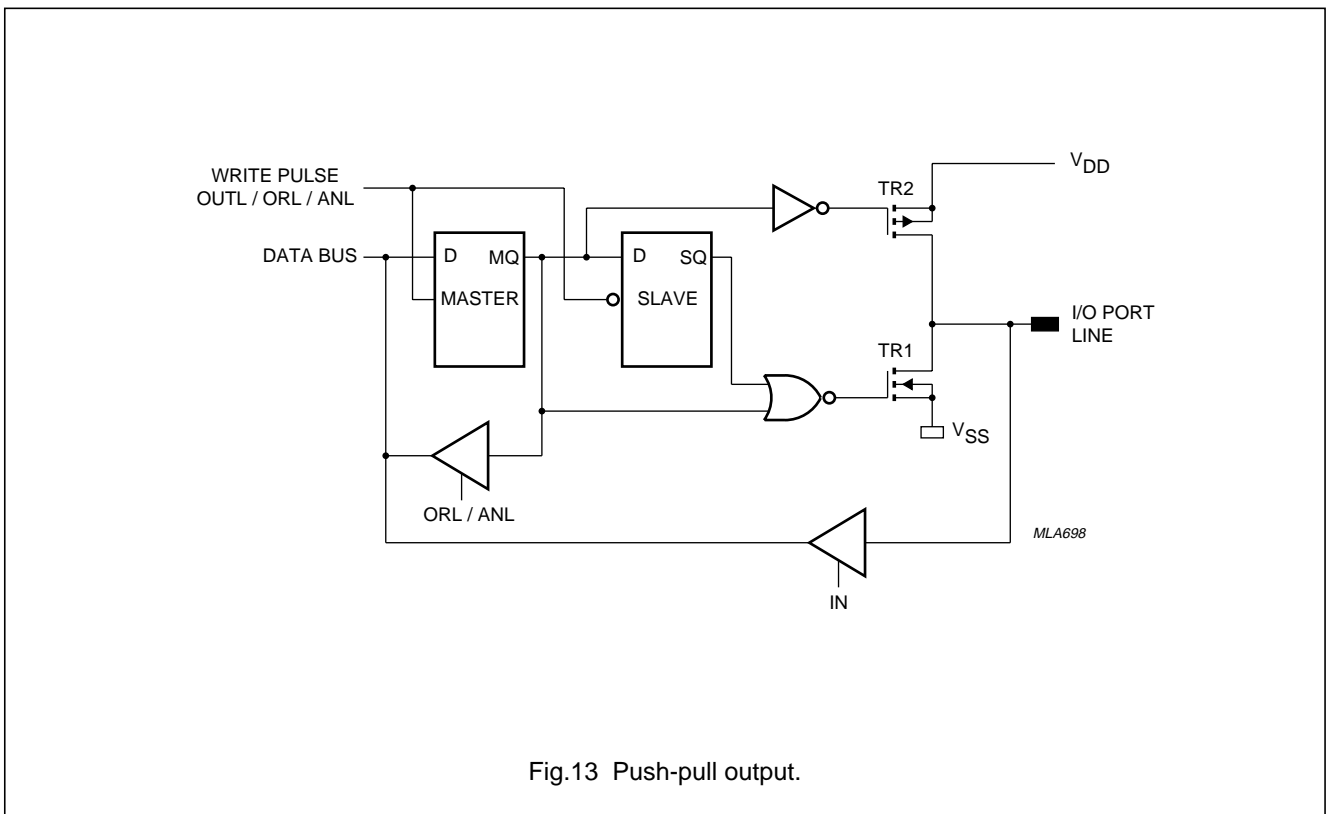 WRITE PULSE
OUTL / ORL / ANL
DATA BUS
D
MQ
MASTER
D
SQ
SLAVE
TR2
VDD
I/O PORT
LINE
TR1
VSS
ORL / ANL
MLA698
IN
Fig.13 Push-pull output.